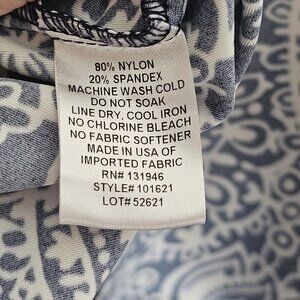 80% NYLON
20% SPANDEX
MACHINE WASH COLD
DO NOT SOAK
LINE DRY, COOL IRON
NO CHLORINE BLEACH
NO FABRIC SOFTENER
MADE IN USA OF
IMPORTED FABRIC
RN# 131946
STYLE# 101621
LOT# 52621